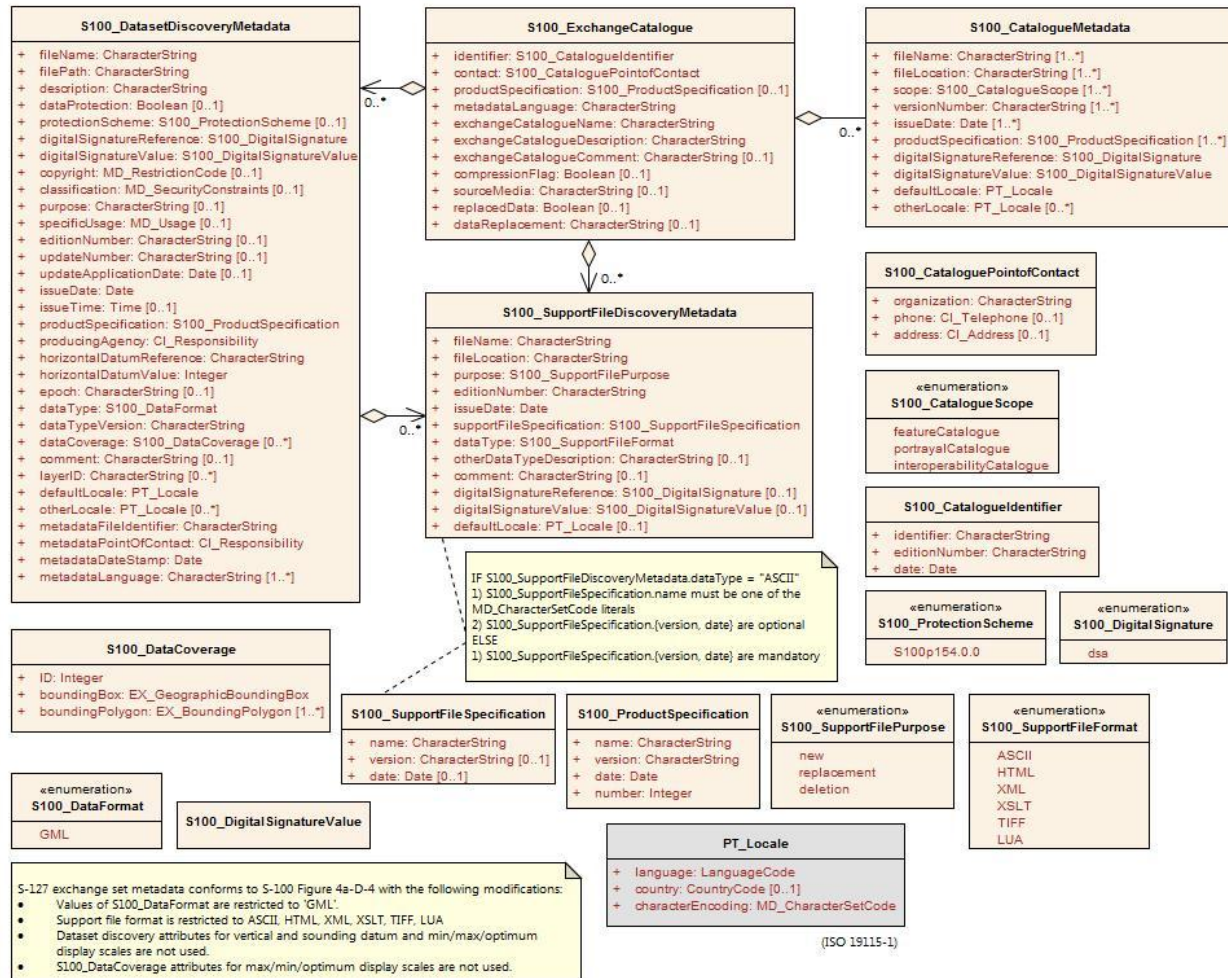 S100_DatasetDiscoveryMetadata
+ fileName: CharacterString
+ filePath: CharacterString
+ description: CharacterString
+ dataProtection: Boolean [0..1]
+ protectionScheme: S100_ProtectionScheme [0..1]
+ digitalSignatureReference: S100_DigitalSignature
+ digitalSignatureValue: S100_DigitalSignatureValue
+ copyright: MD_RestrictionCode [0..1]
+ classification: MD_SecurityConstraints [0..1]
+ purpose: CharacterString [0..1]
+ specificUsage: MD_Usage [0..1]
+ editionNumber: CharacterString [0..1]
+ updateNumber: CharacterString [0..1]
+ updateApplicationDate: Date [0..1]
+ issueDate: Date
+ issueTime: Time [0..1]
+ productSpecification: S100_ProductSpecification
+ producingAgency: CI_Responsibility
+ horizontalDatumReference: CharacterString
+ horizontalDatumValue: Integer
+ epoch: CharacterString [0..1]
+ dataType: S100_DataFormat
+ dataTypeVersion: CharacterString
+ dataCoverage: S100_DataCoverage [0..*]
+ comment: CharacterString [0..1]
+ layerID: CharacterString [0..*]
+ defaultLocale: PT_Locale
+ otherLocale: PT_Locale [0..*]
+ metadataFileIdentifier: CharacterString
+ metadataPointOfContact: CI_Responsibility
+ metadataDateStamp: Date
+ metadataLanguage: CharacterString [1..*]
0..*
S100_ExchangeCatalogue
+ identifier: S100_CatalogueIdentifier
+ contact: S100_CataloguePointofContact
+ productSpecification: S100_ProductSpecification [0..1]
+ metadataLanguage: CharacterString
+ exchangeCatalogueName: CharacterString
+ exchangeCatalogueDescription: CharacterString
+ exchangeCatalogueComment: CharacterString [0..1]
+ compressionFlag: Boolean [0..1]
+ sourceMedia: CharacterString [0..1]
+ replacedData: Boolean [0..1]
+ dataReplacement: CharacterString [0..1]
0..*
S100_CatalogueMetadata
+ fileName: CharacterString [1..*]
+ fileLocation: CharacterString [1..*]
+ scope: S100_CatalogueScope [1..*]
+ versionNumber: CharacterString [1..*]
+ issueDate: Date [1..*]
+ productSpecification: S100_ProductSpecification [1..*]
+ digitalSignatureReference: S100_DigitalSignature
+ digitalSignatureValue: S100_DigitalSignatureValue
+ defaultLocale: PT_Locale
+ otherLocale: PT_Locale [0..*]
0..*
S100_SupportFileDiscoveryMetadata
+ fileName: CharacterString
+ fileLocation: CharacterString
+ purpose: S100_SupportFilePurpose
+ editionNumber: CharacterString
+ issueDate: Date
+ supportFileSpecification: S100_SupportFileSpecification
+ dataType: S100_SupportFileFormat
+ otherDataTypeDescription: CharacterString [0..1]
+ comment: CharacterString [0..1]
+ digitalSignatureReference: S100_DigitalSignature [0..1]
+ digitalSignatureValue: S100_DigitalSignatureValue [0..1]
+ defaultLocale: PT_Locale [0..1]
0..*
S100_CataloguePointofContact
+ organization: CharacterString
+ phone: CI_Telephone [0..1]
+ address: CI_Address [0..1]
«enumeration»
S100_CatalogueScope
featureCatalogue
portrayalCatalogue
interoperabilityCatalogue
S100_CatalogueIdentifier
+ identifier: CharacterString
+ editionNumber: CharacterString
+ date: Date
IF S100_SupportFileDiscoveryMetadata.dataType = "ASCII"
1) S100_SupportFileSpecification.name must be one of the
MD_CharacterSetCode literals
2) S100_SupportFileSpecification.{version, date} are optional
ELSE
1) S100_SupportFileSpecification.{version, date} are mandatory
«enumeration»
S100_ProtectionScheme
S100p154.0.0
«enumeration»
S100_DigitalSignature
dsa
S100_DataCoverage
+ ID: Integer
+ boundingBox: EX_GeographicBoundingBox
+ boundingPolygon: EX_BoundingPolygon [1..*]
S100_SupportFileSpecification
+ name: CharacterString
+ version: CharacterString [0..1]
+ date: Date [0..1]
S100_ProductSpecification
+ name: CharacterString
+ version: CharacterString
+ date: Date
+ number: Integer
«enumeration»
S100_SupportFilePurpose
new
replacement
deletion
«enumeration»
S100_SupportFileFormat
ASCII
HTML
XML
XSLT
TIFF
LUA
«enumeration»
S100_DataFormat
GML
S100_DigitalSignatureValue
PT_Locale
+ language: LanguageCode
+ country: CountryCode [0..1]
+ characterEncoding: MD_CharacterSetCode
(ISO 19115-1)
S-127 exchange set metadata conforms to S-100 Figure 4a-D-4 with the following modifications:
• Values of S100_DataFormat are restricted to 'GML'.
• Support file format is restricted to ASCII, HTML, XML, XSLT, TIFF, LUA
• Dataset discovery attributes for vertical and sounding datum and min/max/optimum
display scales are not used.
• S100_DataCoverage attributes for max/min/optimum display scales are not used.